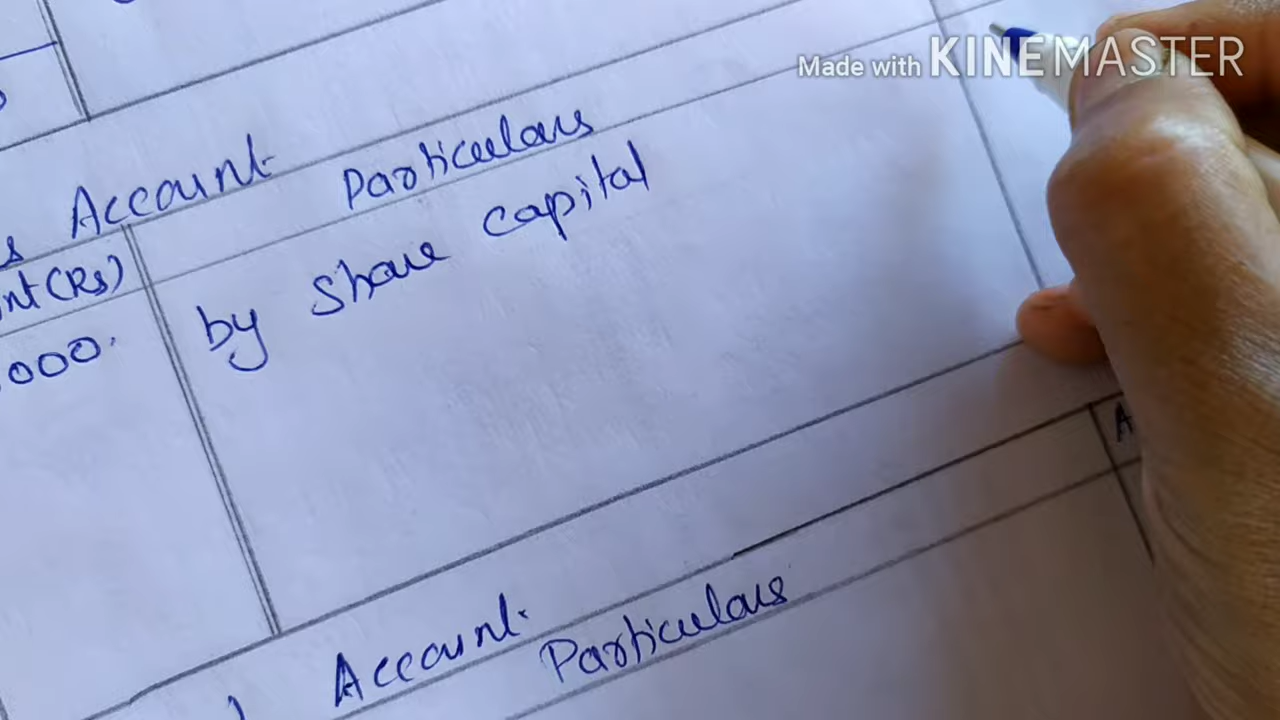 Made with KINEMASTER
Account
Particulars
nt (Rs)
by share capital
000.
Account.
Particulars